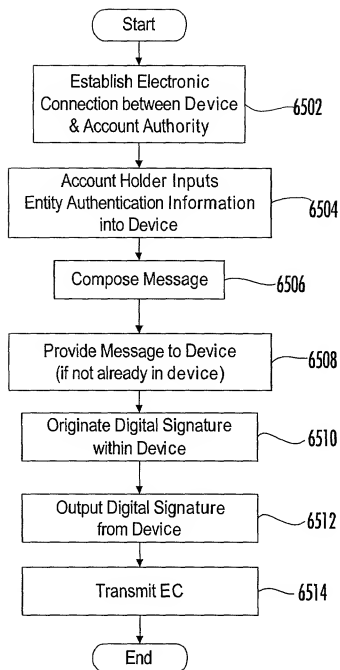 Start
Establish Electronic
Connection between Device
& Account Authority
6502
Account Holder Inputs
Entity Authentication Information
into Device
6504
Compose Message
6506
Provide Message to Device
(if not already in device)
6508
Originate Digital Signature
within Device
6510
Output Digital Signature
from Device
6512
Transmit EC
6514
End